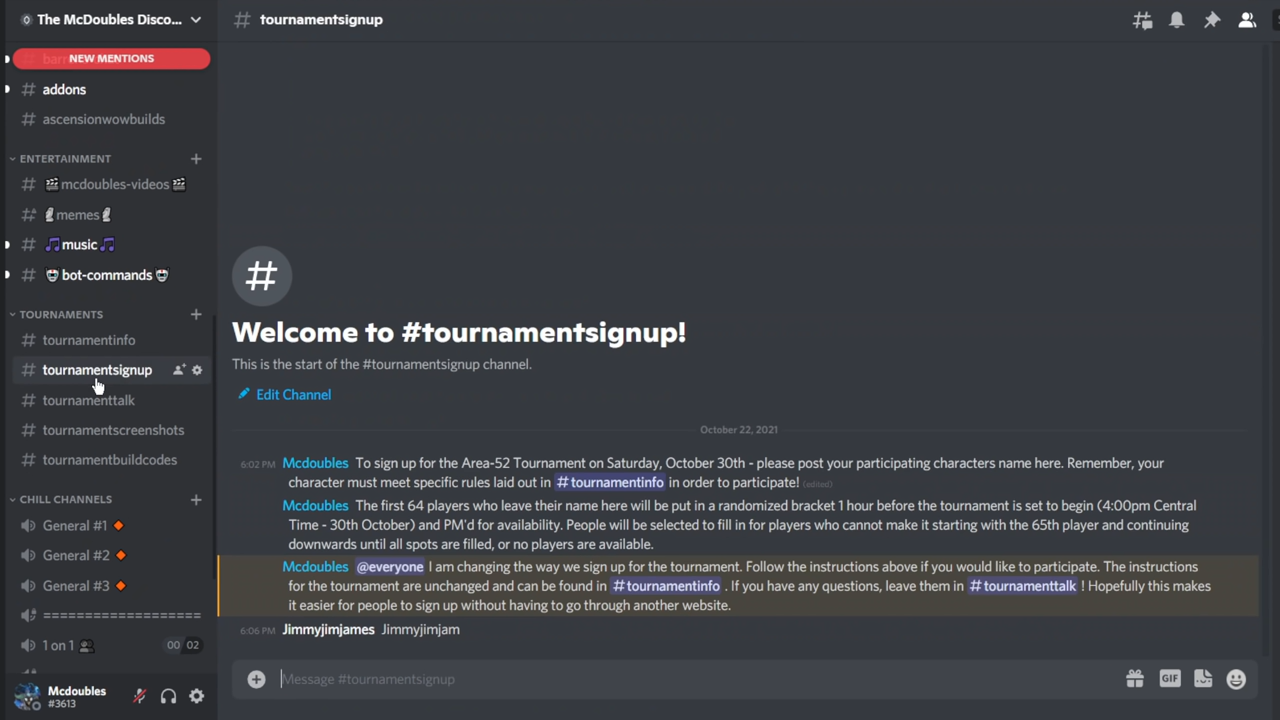 The McDoubles Disco...
# tournamentsignup
NEW MENTIONS
# addons
# ascensionwowbuilds
ENTERTAINMENT
# 🎬mcdoubles-videos🎬
# 🗿memes🗿
# 🎵music🎵
# 🤡bot-commands🤡
TOURNAMENTS
# tournamentinfo
# tournamentsignup
# tournamenttalk
# tournamentscreenshots
# tournamentbuildcodes
CHILL CHANNELS
General #1 🔸
General #2 🔸
General #3 🔸
===================
1 on 1 👥 00 02
Mcdoubles
#3613
#
Welcome to #tournamentsignup!
This is the start of the #tournamentsignup channel.
Edit Channel
October 22, 2021
6:02 PM Mcdoubles To sign up for the Area-52 Tournament on Saturday, October 30th - please post your participating characters name here. Remember, your
character must meet specific rules laid out in #tournamentinfo in order to participate! (edited)
Mcdoubles The first 64 players who leave their name here will be put in a randomized bracket 1 hour before the tournament is set to begin (4:00pm Central
Time - 30th October) and PM'd for availability. People will be selected to fill in for players who cannot make it starting with the 65th player and continuing
downwards until all spots are filled, or no players are available.
Mcdoubles @everyone I am changing the way we sign up for the tournament. Follow the instructions above if you would like to participate. The instructions
for the tournament are unchanged and can be found in #tournamentinfo . If you have any questions, leave them in #tournamenttalk ! Hopefully this makes
it easier for people to sign up without having to go through another website.
6:06 PM Jimmyjimjames Jimmyjimjam
Message #tournamentsignup
GIF